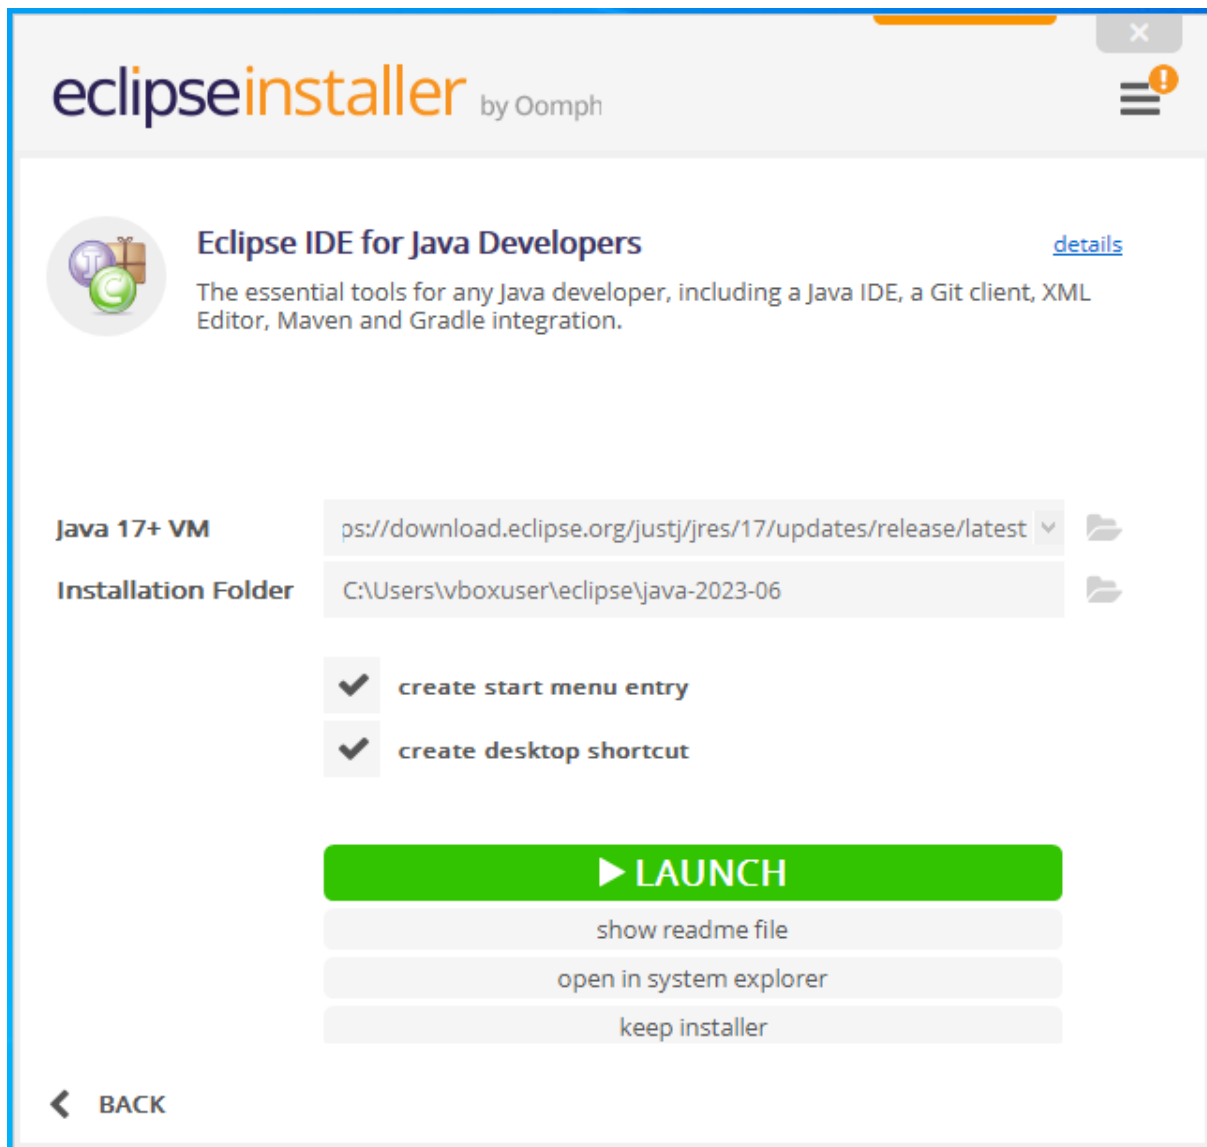 eclipseinstaller by Oomph
Eclipse IDE for Java Developers
details
The essential tools for any Java developer, including a Java IDE, a Git client, XML
Editor, Maven and Gradle integration.
Java 17+ VM
ps://download.eclipse.org/justj/jres/17/updates/release/latest
Installation Folder
C:\Users\vboxuser\eclipse\java-2023-06
create start menu entry
create desktop shortcut
LAUNCH
show readme file
open in system explorer
keep installer
BACK